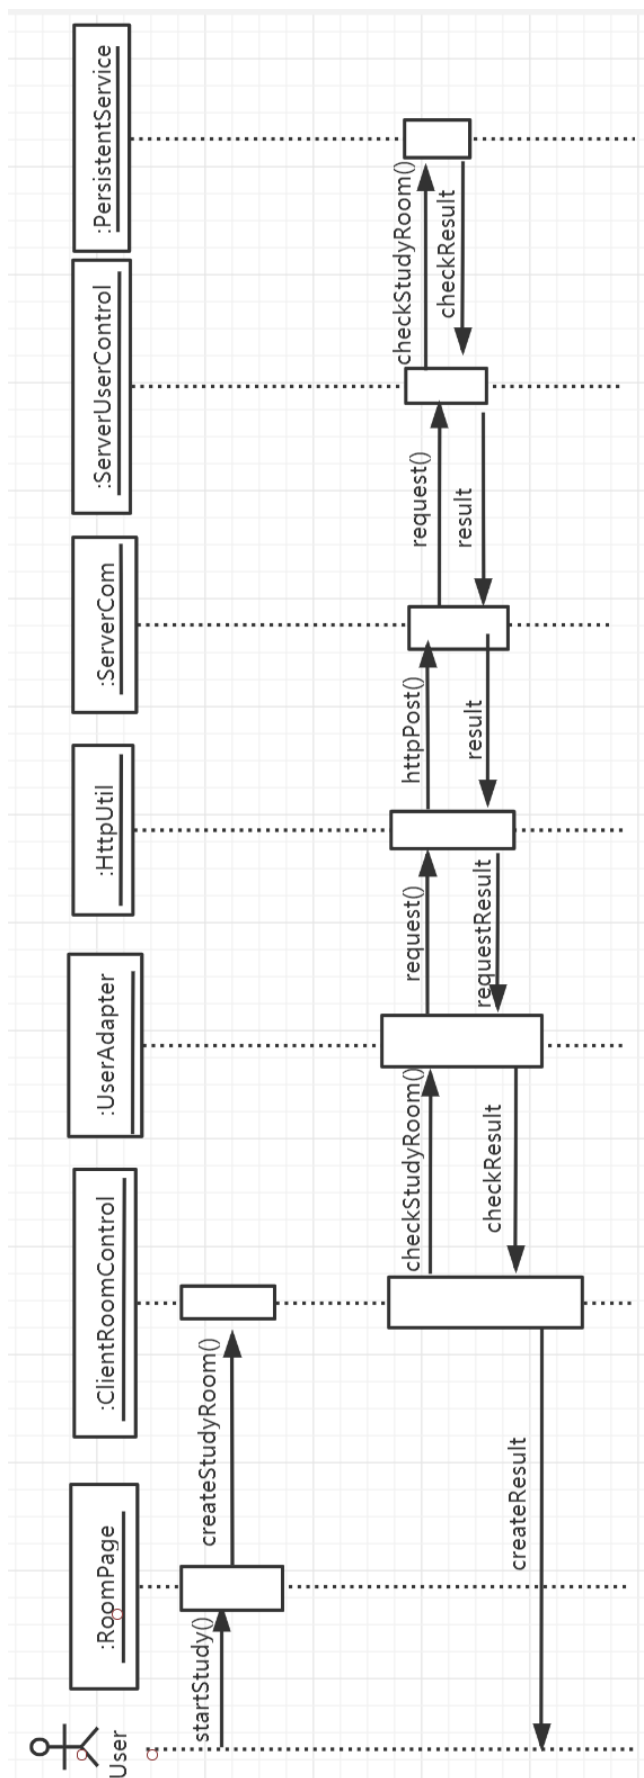 User
:RoomPage
:ClientRoomControl
:UserAdapter
:HttpUtil
:ServerCom
:ServerUserControl
:PersistentService
startStudy()
createStudyRoom()
checkStudyRoom()
request()
httpPost()
request()
checkStudyRoom()
checkResult
result
result
requestResult
checkResult
createResult